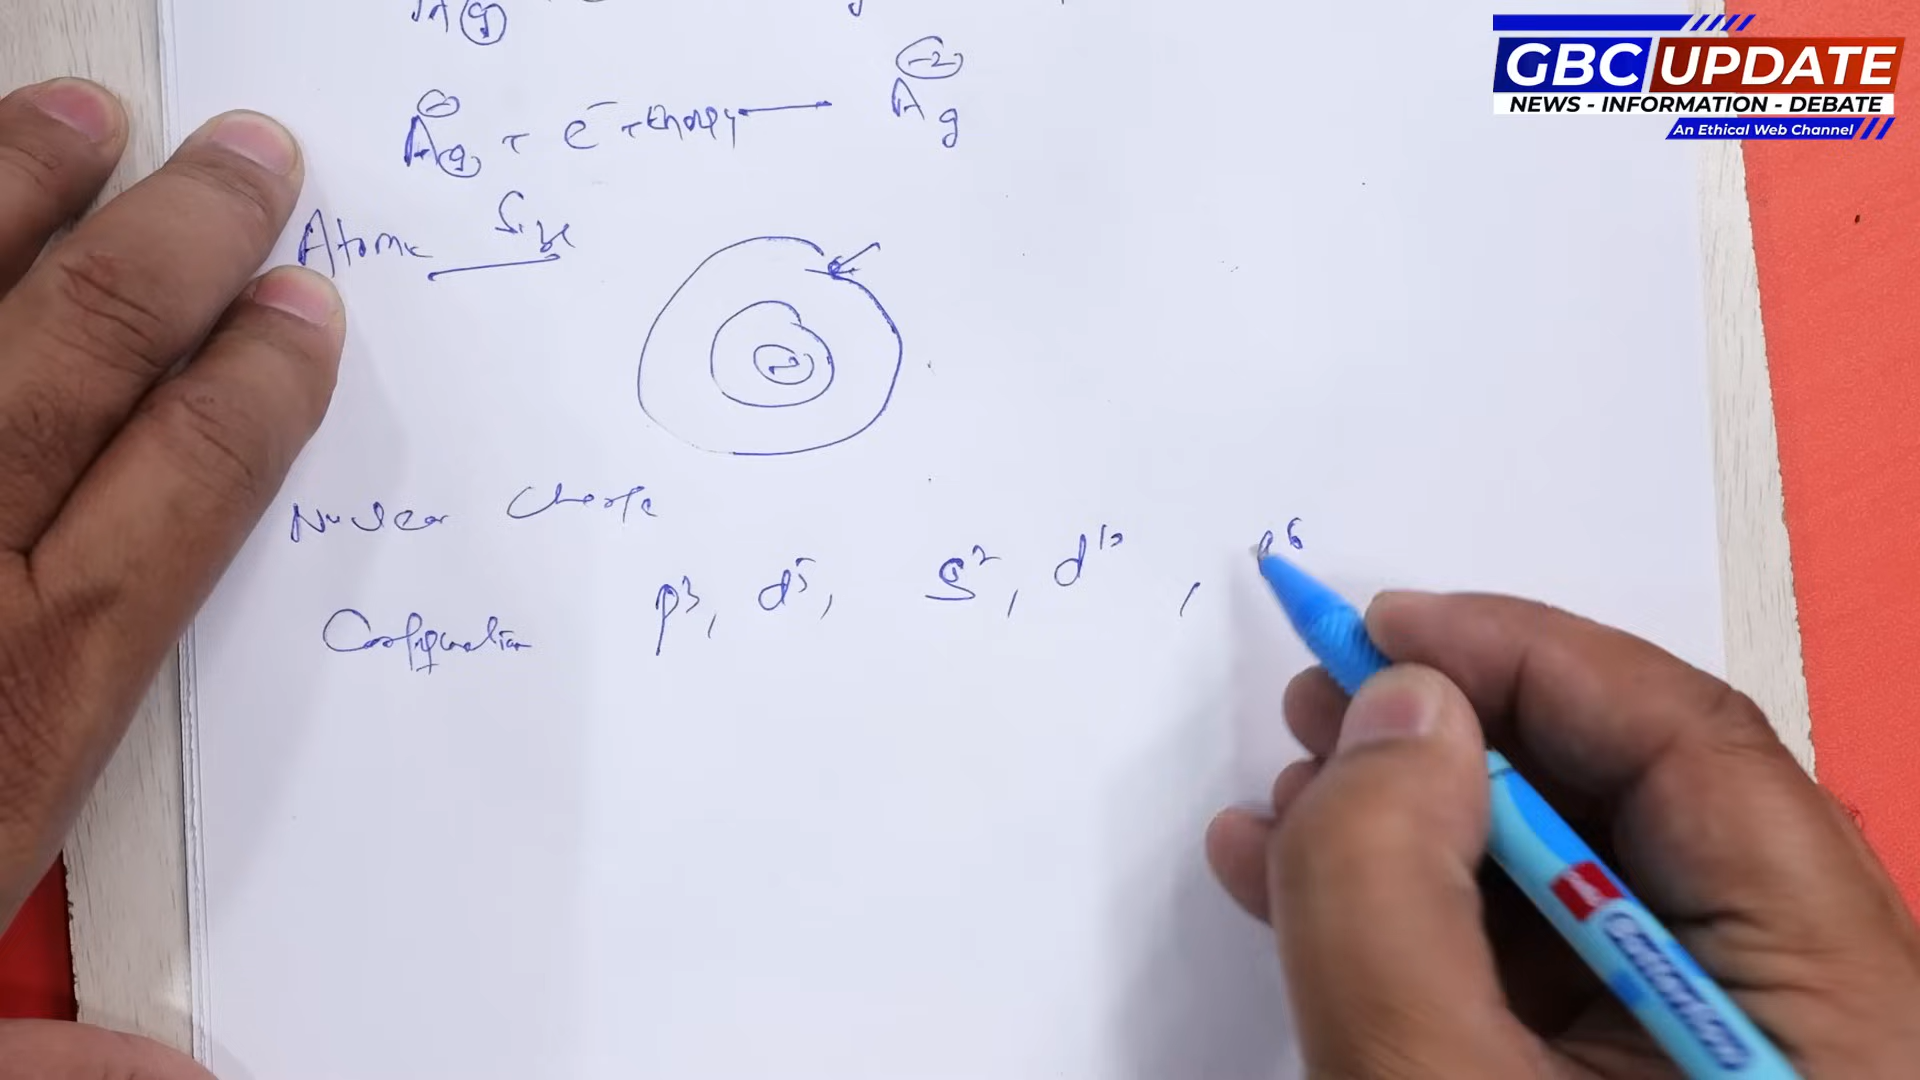 GBC UPDATE
NEWS - INFORMATION - DEBATE
An Ethical Web Channel
A(g)⁻ + e⁻ + Energy → A g⁻²
Atomic Size
Nuclear Charge
Configuration p³, d⁵, s², d¹⁰, p⁶